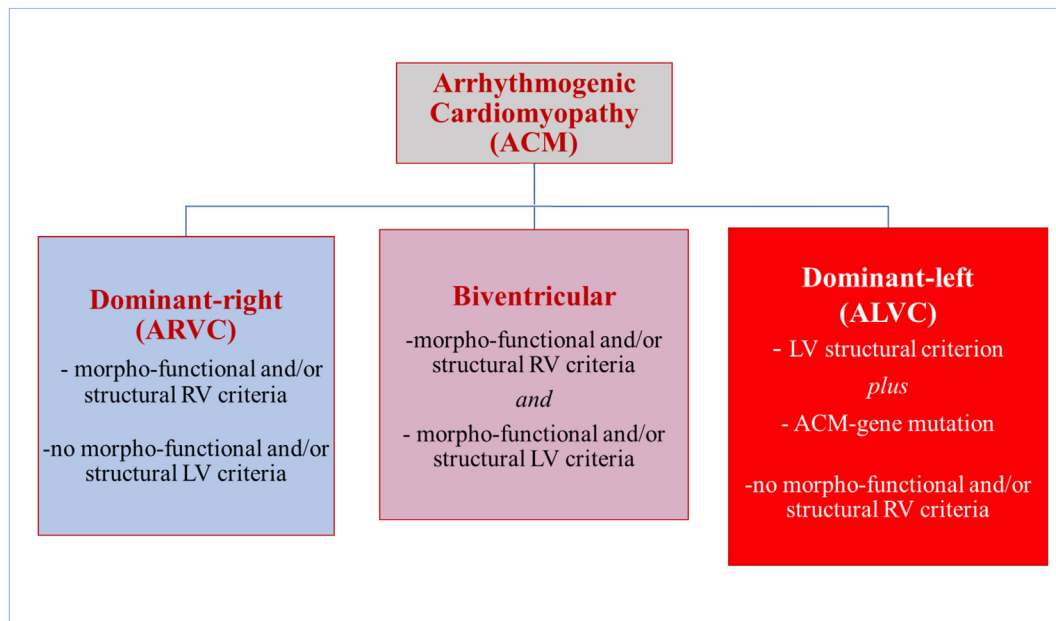 Arrhythmogenic
Cardiomyopathy
(ACM)
Dominant-right
(ARVC)
- morpho-functional and/or
structural RV criteria
-no morpho-functional and/or
structural LV criteria
Biventricular
-morpho-functional and/or
structural RV criteria
and
- morpho-functional and/or
structural LV criteria
Dominant-left
(ALVC)
- LV structural criterion
plus
- ACM-gene mutation
-no morpho-functional and/or
structural RV criteria